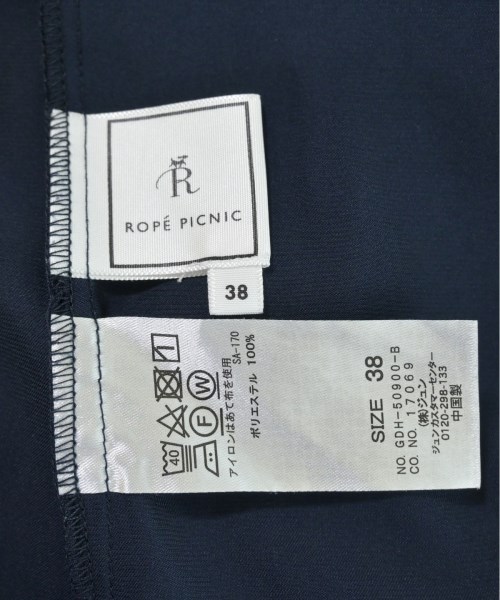 R
ROPÉ PICNIC
38
40
F W
アイロンはあて布を使用
SA-170
ポリエステル 100%
SIZE 38
NO. GDH-50900-B
CO. NO. 17069
(株)ジュン
ジュンカスタマーセンター
0120-298-133
中国製